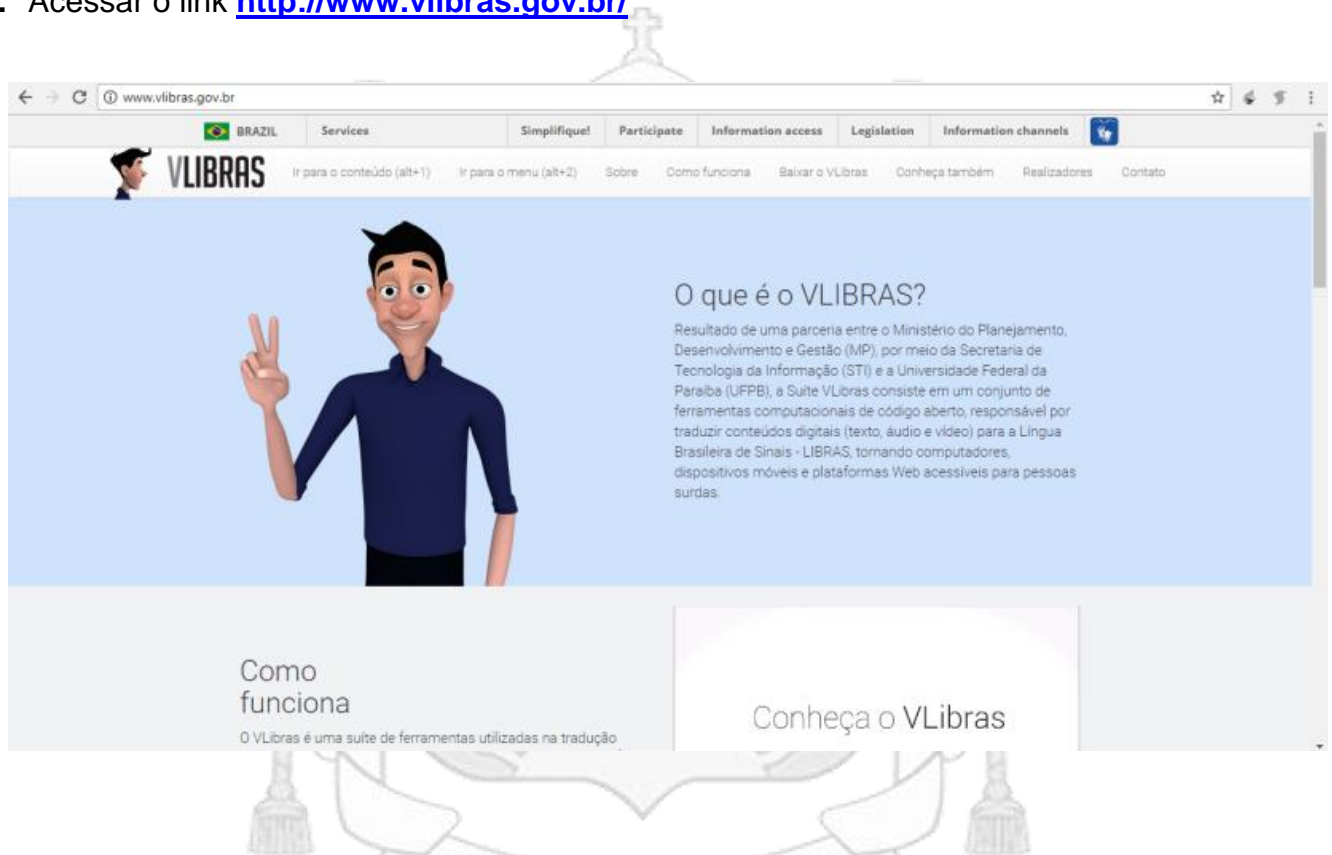 . Acessar o link http://www.vlibras.gov.br/
www.vlibras.gov.br
BRAZIL Services Simplifique! Participate Information access Legislation Information channels
VLIBRAS Ir para o conteúdo (alt+1) Ir para o menu (alt+2) Sobre Como funciona Baixar o VLibras Conheça também Realizadores Contato
O que é o VLIBRAS?
Resultado de uma parceria entre o Ministério do Planejamento,
Desenvolvimento e Gestão (MP), por meio da Secretaria de
Tecnologia da Informação (STI) e a Universidade Federal da
Paraíba (UFPB), a Suíte VLibras consiste em um conjunto de
ferramentas computacionais de código aberto, responsável por
traduzir conteúdos digitais (texto, áudio e vídeo) para a Língua
Brasileira de Sinais - LIBRAS, tornando computadores,
dispositivos móveis e plataformas Web acessíveis para pessoas
surdas.
Como
funciona
O VLibras é uma suíte de ferramentas utilizadas na tradução
Conheça o VLibras